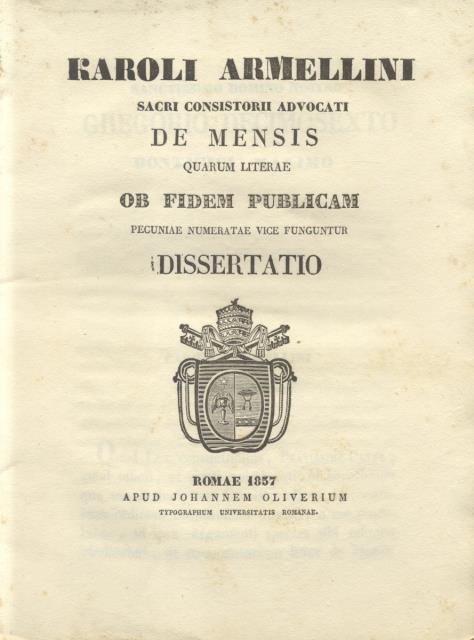 KAROLI ARMELLINI
SACRI CONSISTORII ADVOCATI
DE MENSIS
QUARUM LITERAE
OB FIDEM PUBLICAM
PECUNIAE NUMERATAE VICE FUNGUNTUR
DISSERTATIO
ROMAE 1837
APUD JOHANNEM OLIVERIUM
TYPOGRAPHUM UNIVERSITATIS ROMANAE.